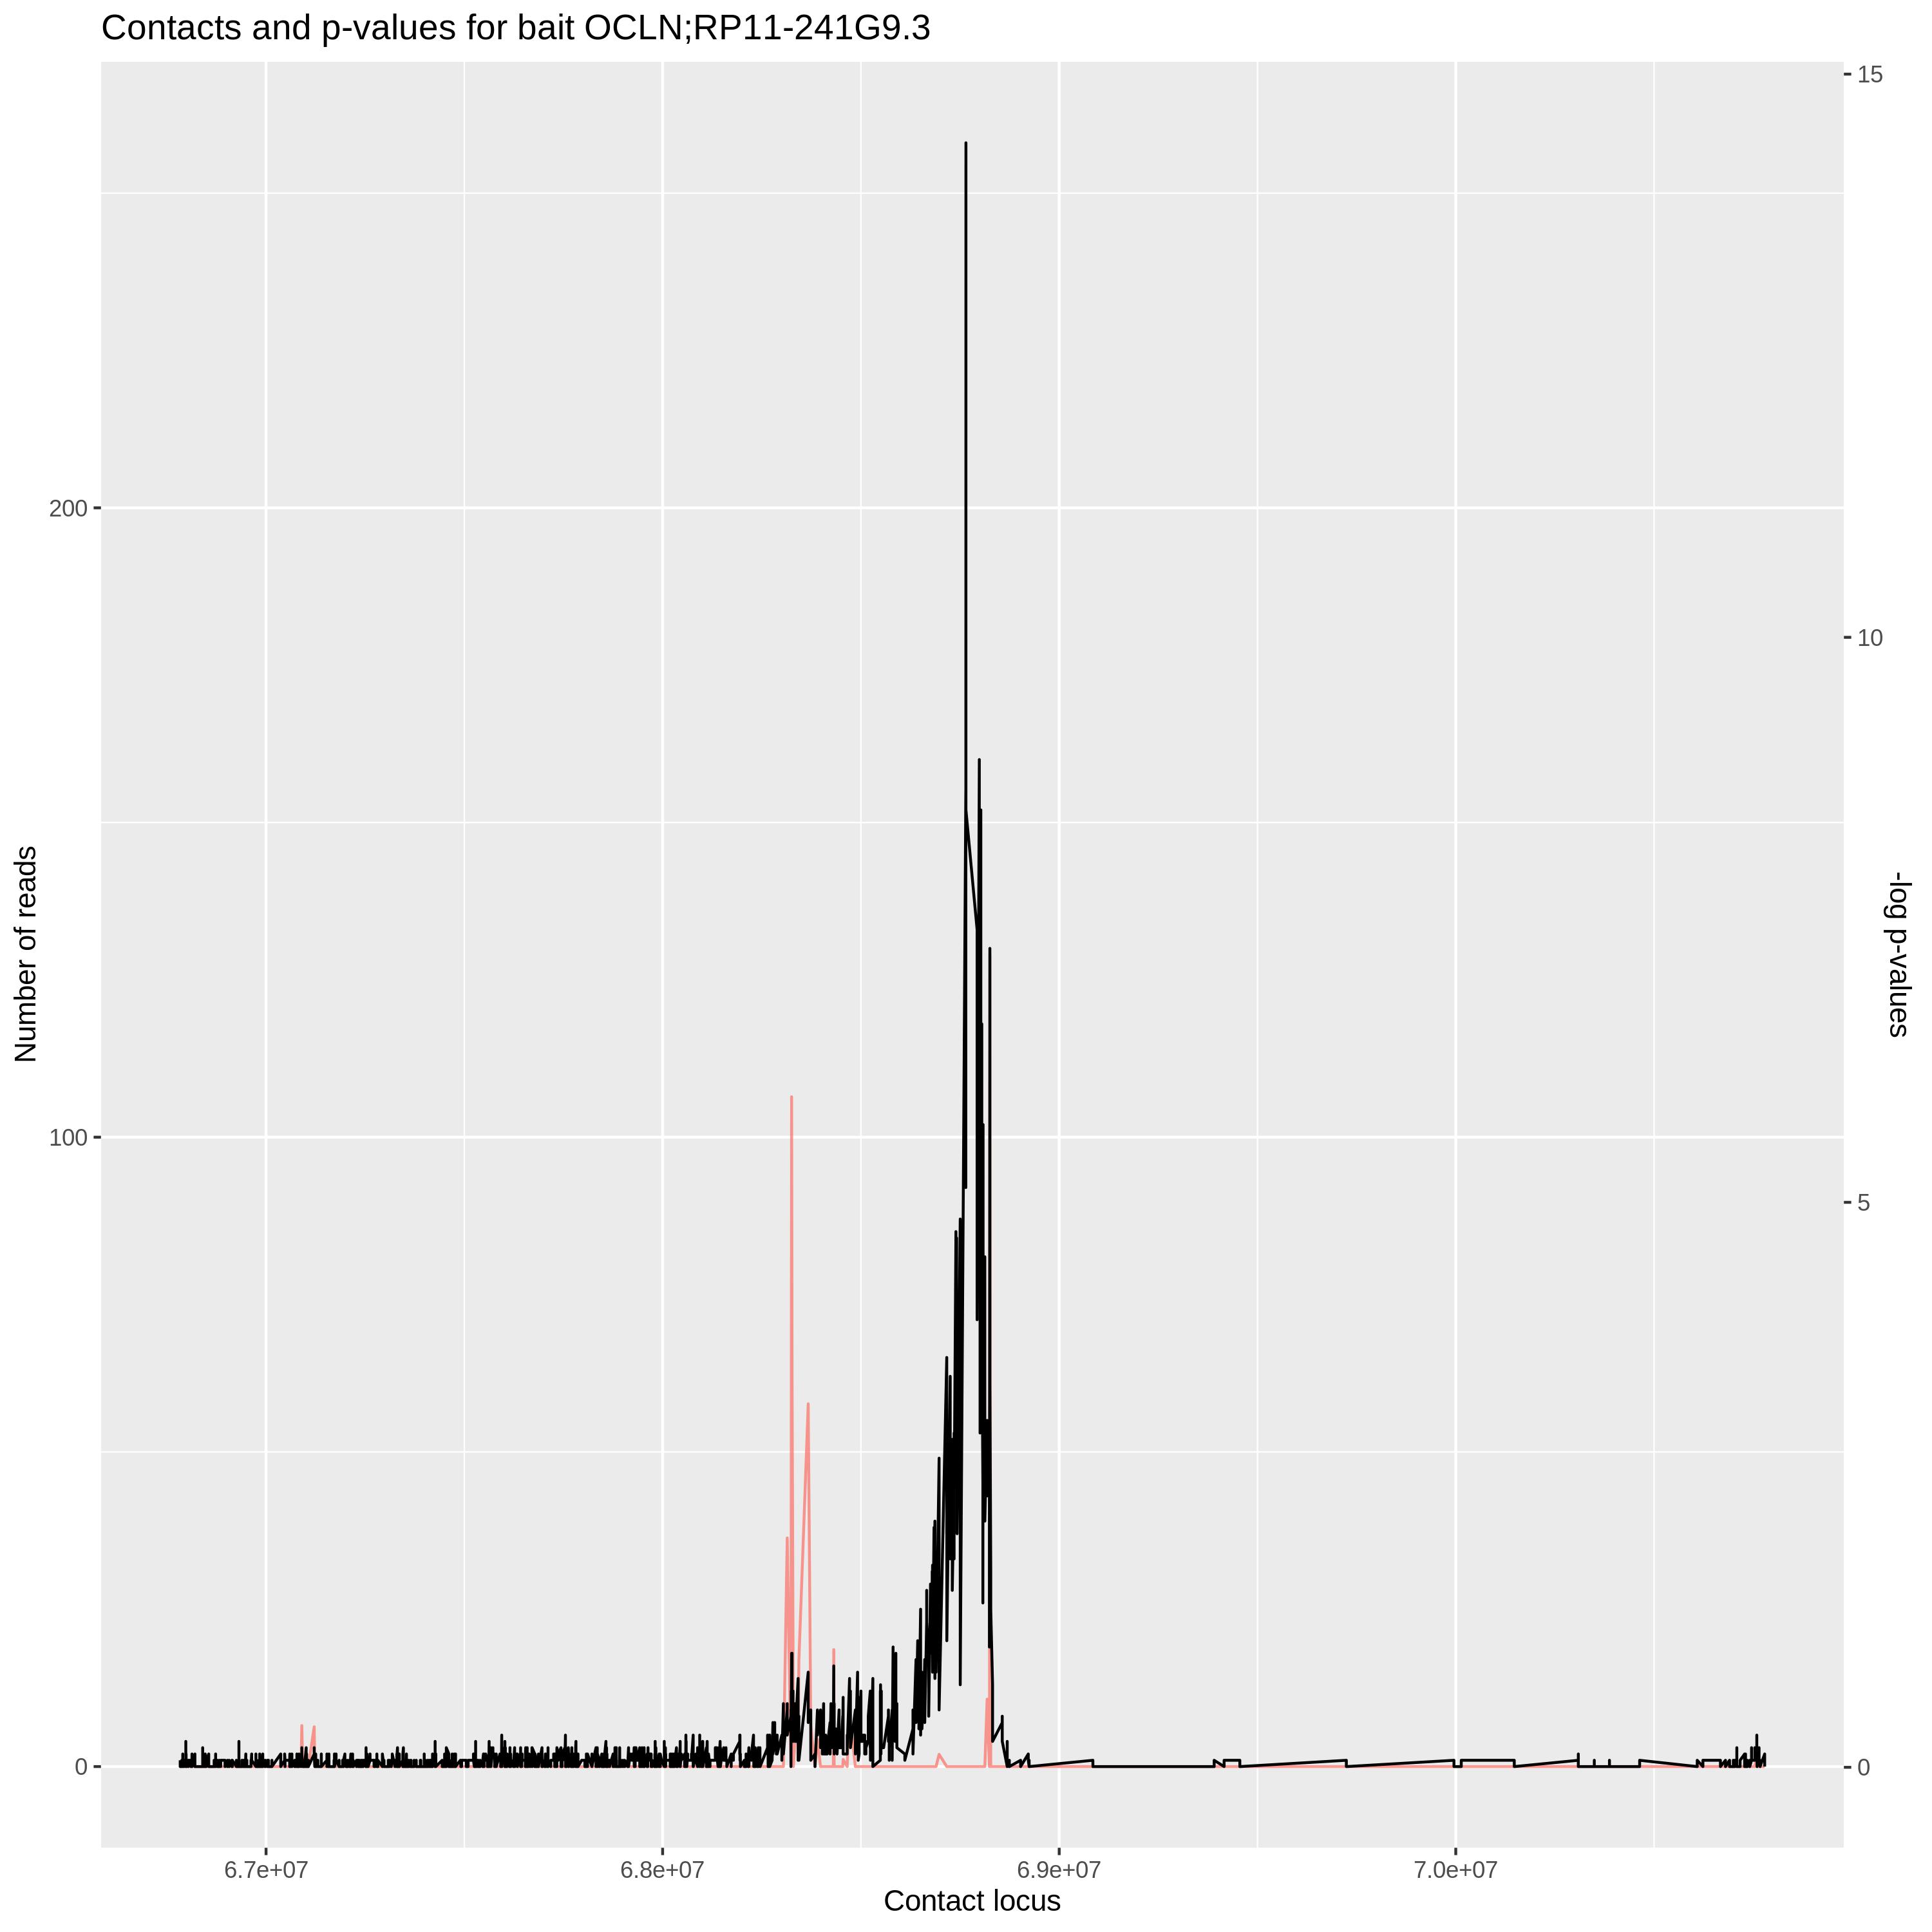 Contacts and p-values for bait OCLN;RP11-241G9.3
15
200
10
Number of reads
-log p-values
100
5
0
0
6.7e+07
6.8e+07
6.9e+07
7.0e+07
Contact locus